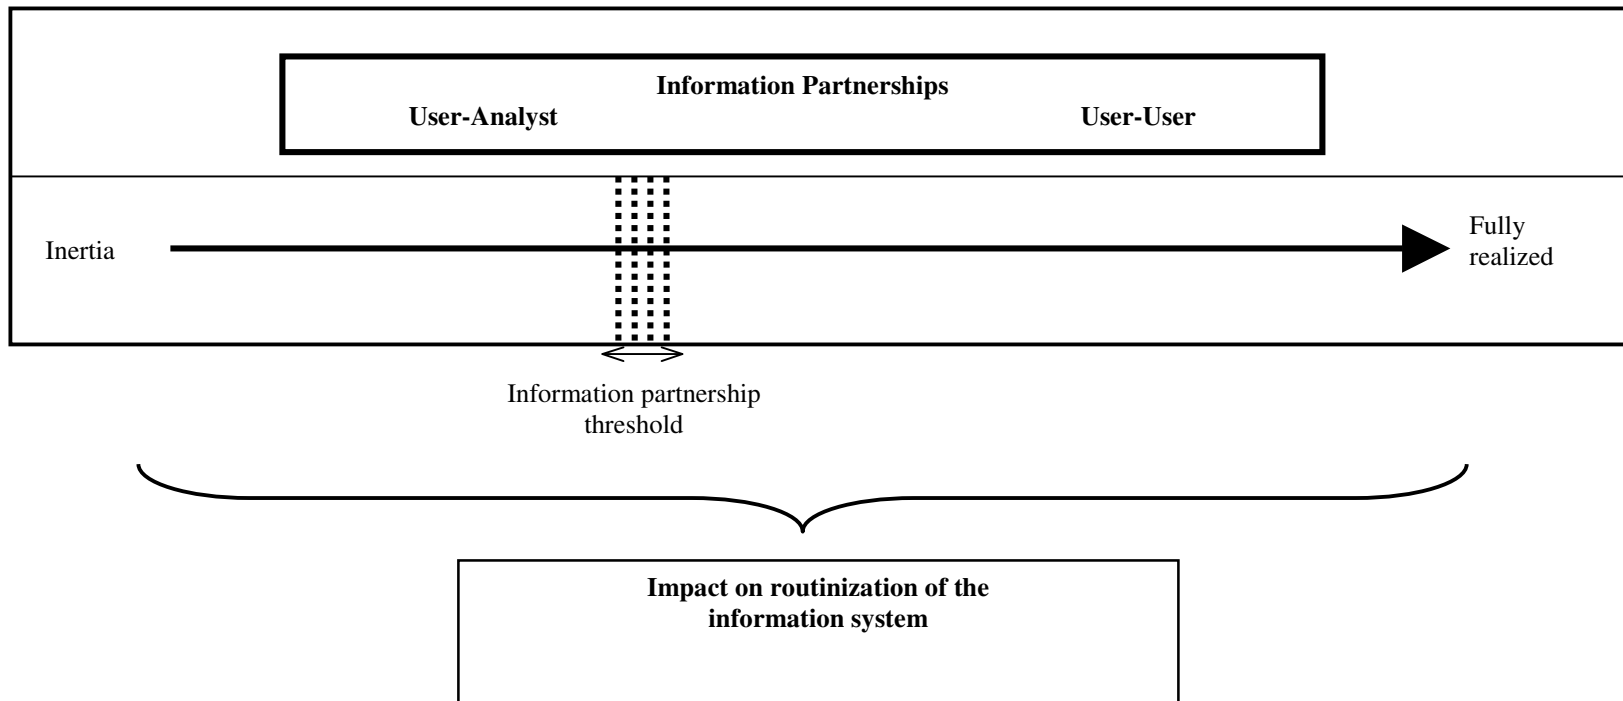 Information Partnerships
User-Analyst User-User
Inertia
Fully
realized
Information partnership
threshold
Impact on routinization of the
information system